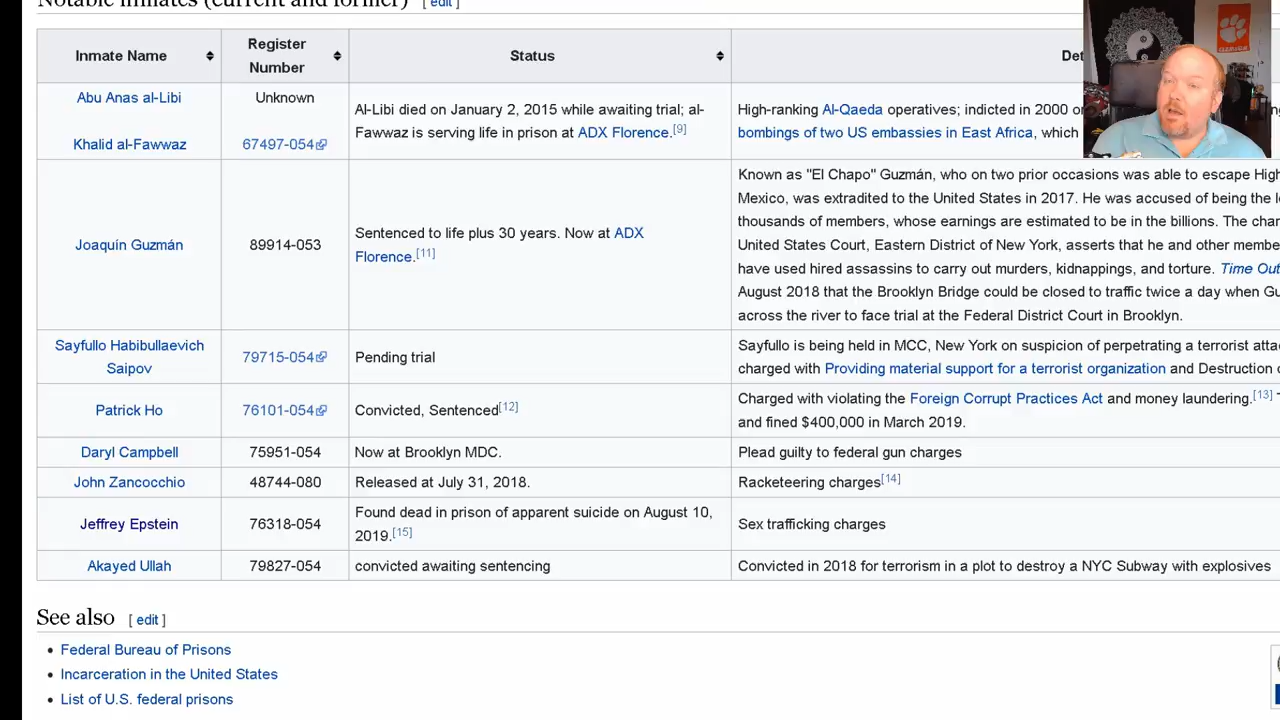 Notable inmates (current and former) [ edit ]
Inmate Name
Register
Number
Status
Abu Anas al-Libi
Khalid al-Fawwaz
Unknown
67497-054
Al-Libi died on January 2, 2015 while awaiting trial; al-
Fawwaz is serving life in prison at ADX Florence.[9]
High-ranking Al-Qaeda operatives; indicted in 2000
bombings of two US embassies in East Africa, which
Joaquín Guzmán
89914-053
Sentenced to life plus 30 years. Now at ADX
Florence.[11]
Known as "El Chapo" Guzmán, who on two prior occasions was able to escape
Mexico, was extradited to the United States in 2017. He was accused of being the
thousands of members, whose earnings are estimated to be in the billions. The
United States Court, Eastern District of New York, asserts that he and other
have used hired assassins to carry out murders, kidnappings, and torture. Time Out
August 2018 that the Brooklyn Bridge could be closed to traffic twice a day when
across the river to face trial at the Federal District Court in Brooklyn.
Sayfullo Habibullaevich
Saipov
79715-054
Pending trial
Sayfullo is being held in MCC, New York on suspicion of perpetrating a terrorist
charged with Providing material support for a terrorist organization and Destruction
Patrick Ho
76101-054
Convicted, Sentenced[12]
Charged with violating the Foreign Corrupt Practices Act and money laundering.[13]
and fined $400,000 in March 2019.
Daryl Campbell
75951-054
Now at Brooklyn MDC.
Plead guilty to federal gun charges
John Zancocchio
48744-080
Released at July 31, 2018.
Racketeering charges[14]
Jeffrey Epstein
76318-054
Found dead in prison of apparent suicide on August 10,
2019.[15]
Sex trafficking charges
Akayed Ullah
79827-054
convicted awaiting sentencing
Convicted in 2018 for terrorism in a plot to destroy a NYC Subway with explosives
See also [ edit ]
Federal Bureau of Prisons
Incarceration in the United States
List of U.S. federal prisons